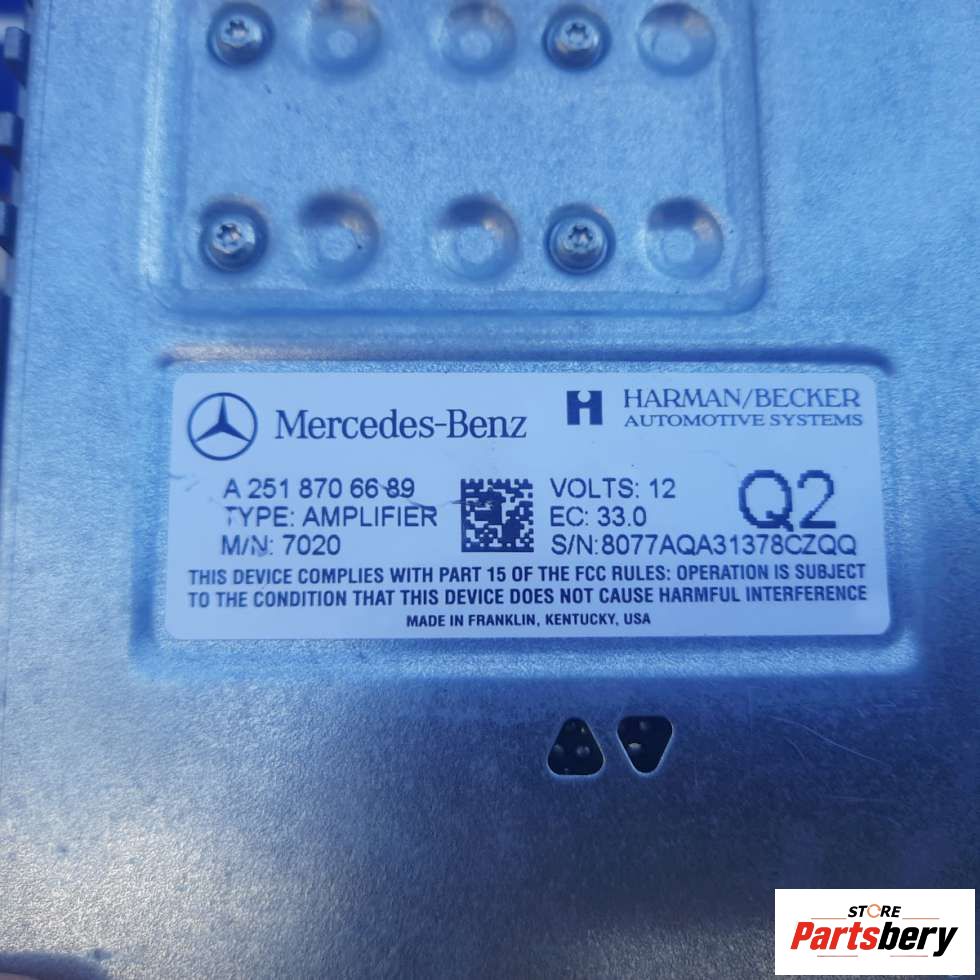 Mercedes-Benz
HARMAN/BECKER
AUTOMOTIVE SYSTEMS
A 251 870 66 89
TYPE: AMPLIFIER
M/N: 7020
VOLTS: 12
EC: 33.0
Q2
S/N:8077AQA31378CZQQ
THIS DEVICE COMPLIES WITH PART 15 OF THE FCC RULES: OPERATION IS SUBJECT
TO THE CONDITION THAT THIS DEVICE DOES NOT CAUSE HARMFUL INTERFERENCE
MADE IN FRANKLIN, KENTUCKY, USA
STORE
Partsbery